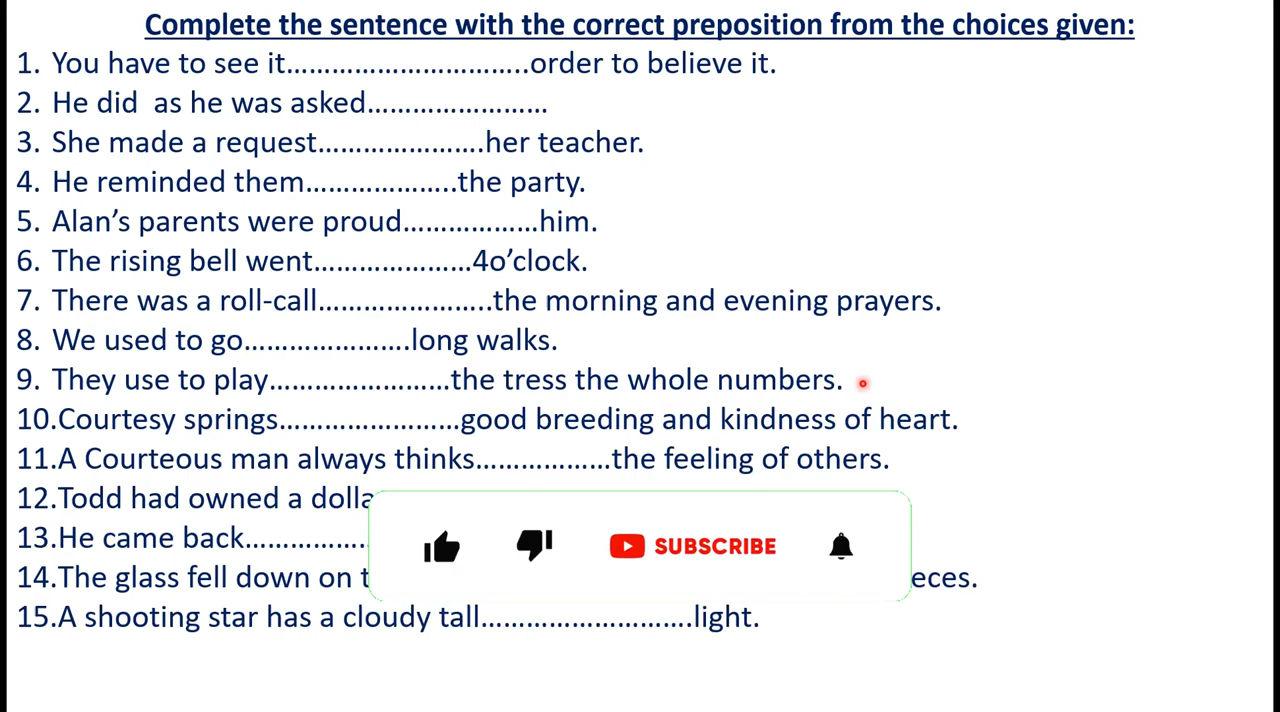 Complete the sentence with the correct preposition from the choices given:
1. You have to see it…………………………..order to believe it.
2. He did as he was asked……………………
3. She made a request………………….her teacher.
4. He reminded them………………..the party.
5. Alan’s parents were proud………………him.
6. The rising bell went…………………4o’clock.
7. There was a roll-call…………………..the morning and evening prayers.
8. We used to go………………….long walks.
9. They use to play……………………the tress the whole numbers.
10.Courtesy springs……………………good breeding and kindness of heart.
11.A Courteous man always thinks………………the feeling of others.
12.Todd had owned a
13.He came back…………….
14.The glass fell down on
SUBSCRIBE
15.A shooting star has a cloudy tall……………………….light.